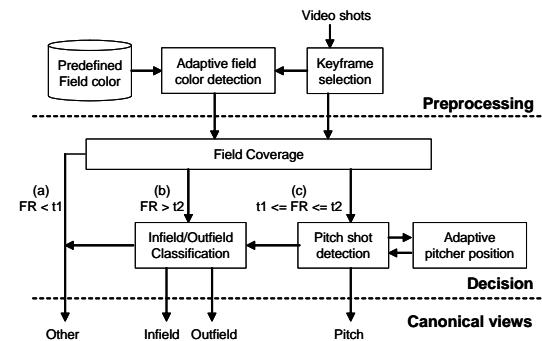 Video shots
Predefined
Field color
Adaptive field
color detection
Keyframe
selection
Preprocessing
Field Coverage
(a)
FR < t1
(b)
FR > t2
(c)
t1 <= FR <= t2
Infield/Outfield
Classification
Pitch shot
detection
Adaptive
pitcher position
Decision
Canonical views
Other
Infield
Outfield
Pitch